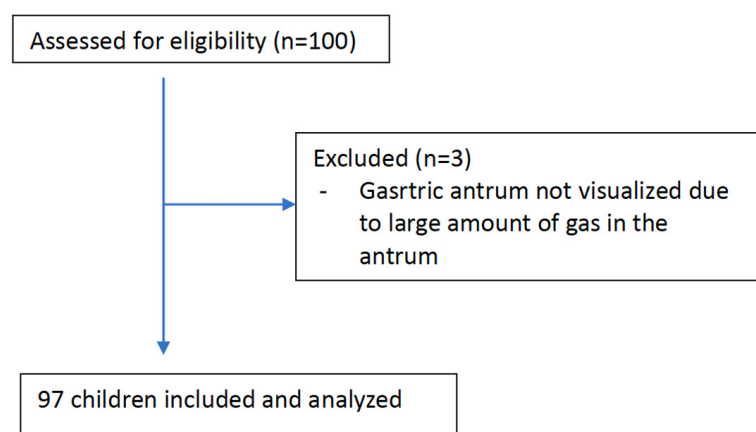 Assessed for eligibility (n=100)
Excluded (n=3)
- Gasrtric antrum not visualized due
to large amount of gas in the
antrum
97 children included and analyzed